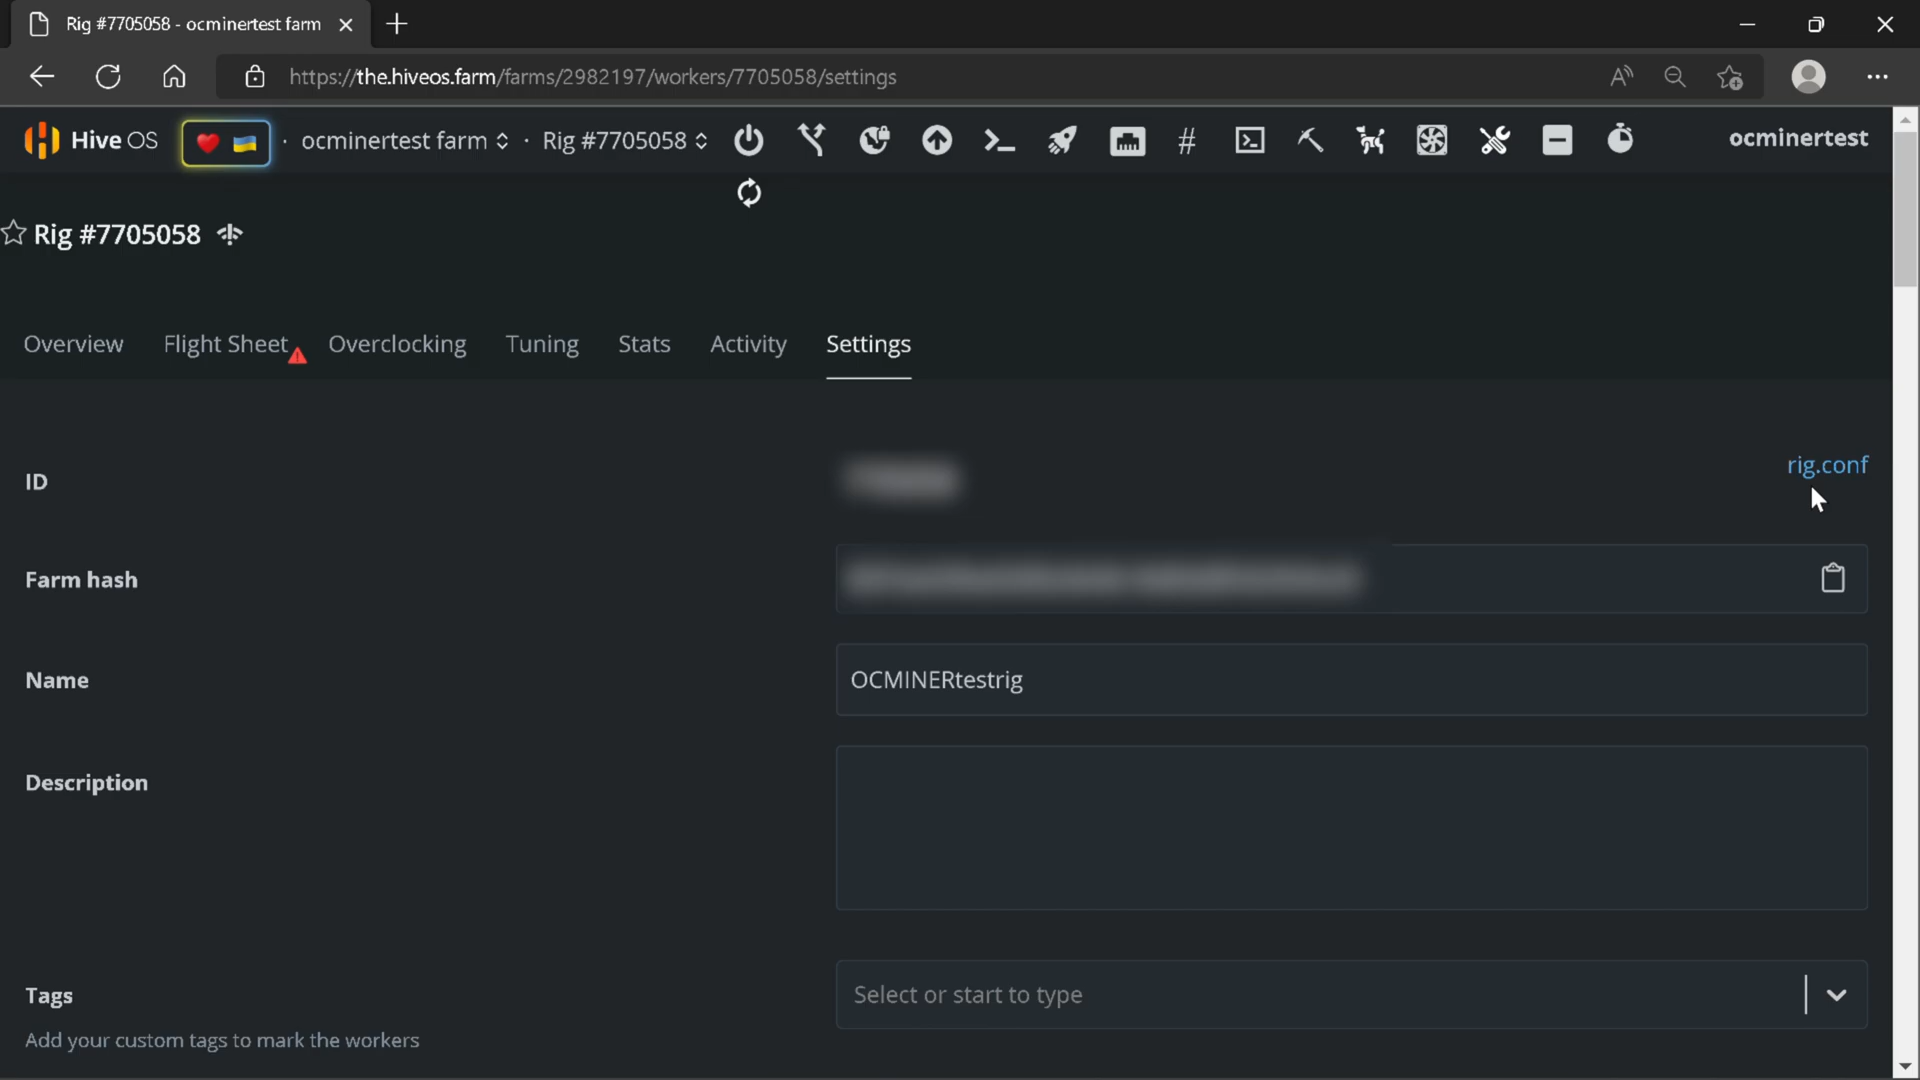 Rig #7705058 - ocminertest farm
https://the.hiveos.farm/farms/2982197/workers/7705058/settings
Hive OS · ocminertest farm · Rig #7705058 ocminertest
Rig #7705058
Overview Flight Sheet Overclocking Tuning Stats Activity Settings
ID rig.conf
Farm hash
Name OCMINERtestrig
Description
Tags Select or start to type
Add your custom tags to mark the workers